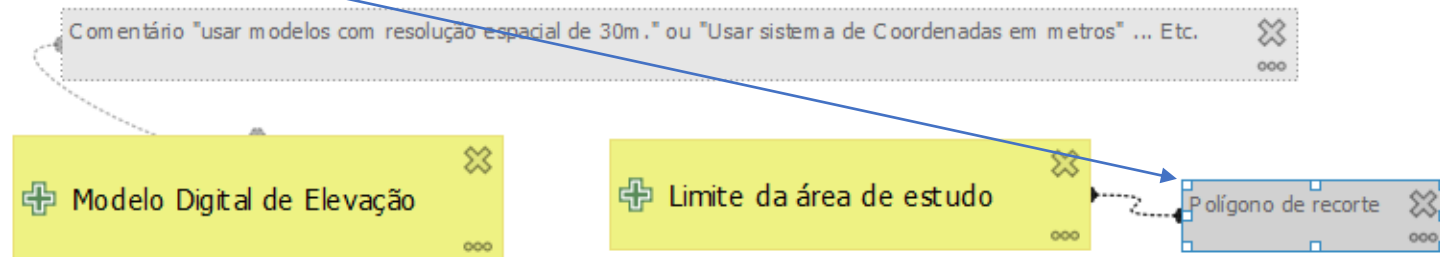 Comentário "usar modelos com resolução espacial de 30m." ou "Usar sistema de Coordenadas em metros" ... Etc.
Modelo Digital de Elevação
Limite da área de estudo
Polígono de recorte